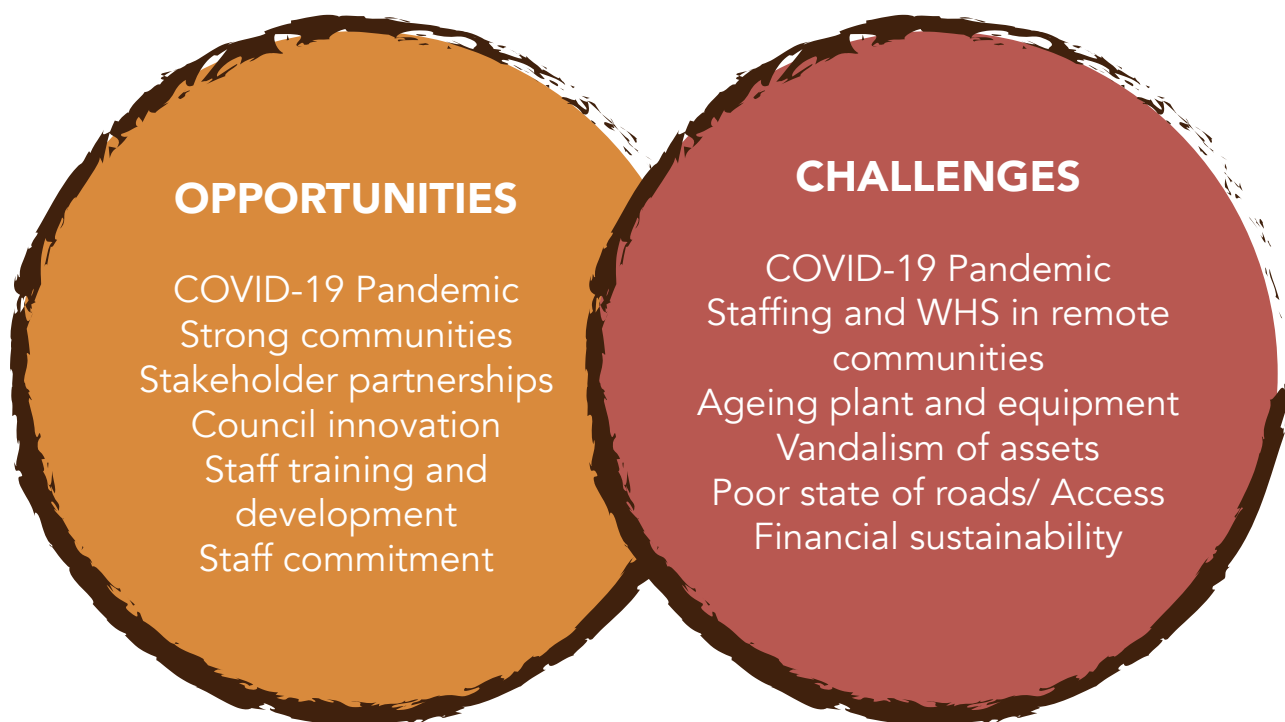 OPPORTUNITIES
COVID-19 Pandemic
Strong communities
Stakeholder partnerships
Council innovation
Staff training and
development
Staff commitment
CHALLENGES
COVID-19 Pandemic
Staffing and WHS in remote
communities
Ageing plant and equipment
Vandalism of assets
Poor state of roads/ Access
Financial sustainability